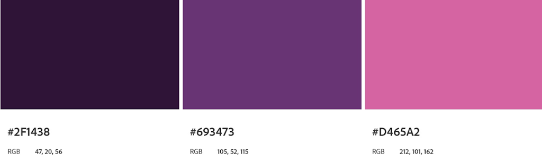 #2F1438 #693473 #D465A2
RGB 47, 20, 56 RGB 105, 52, 115 RGB 212, 101, 162